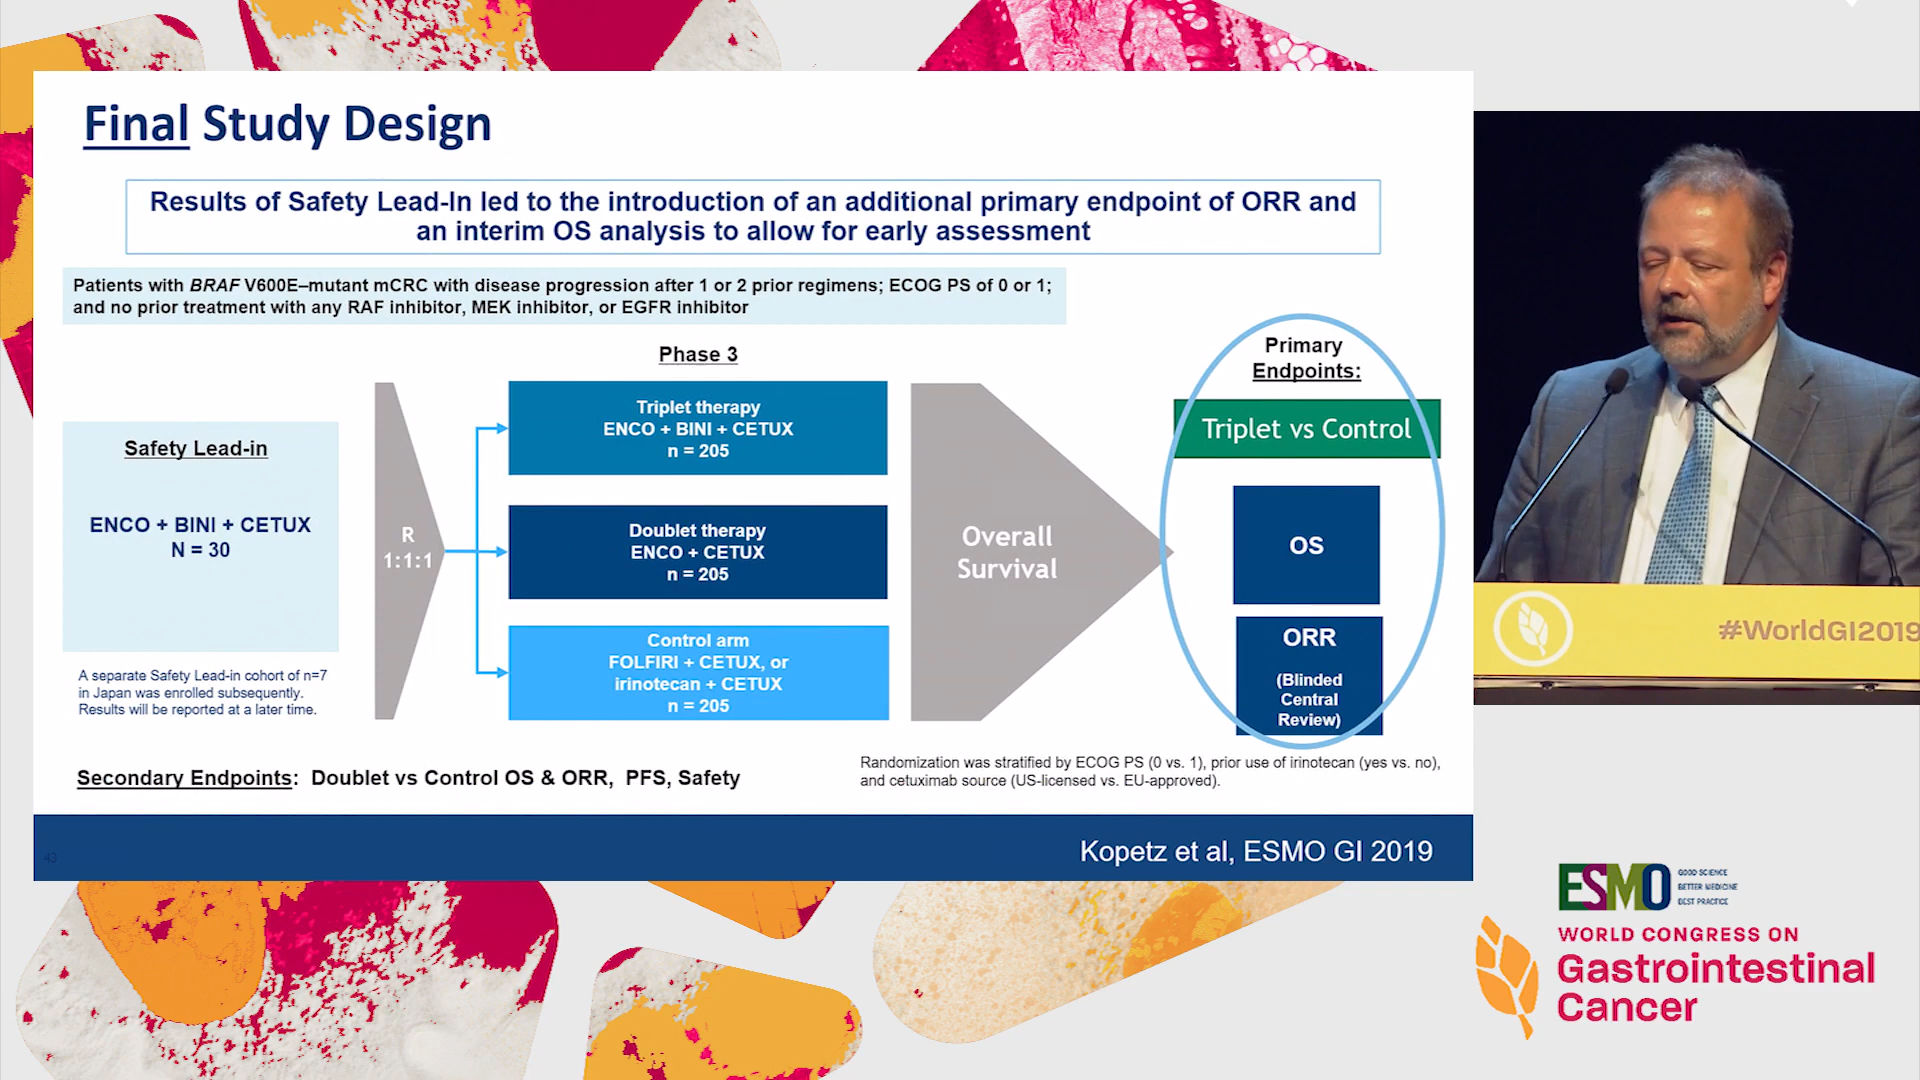 Final Study Design
Results of Safety Lead-In led to the introduction of an additional primary endpoint of ORR and
an interim OS analysis to allow for early assessment
Patients with BRAF V600E–mutant mCRC with disease progression after 1 or 2 prior regimens; ECOG PS of 0 or 1;
and no prior treatment with any RAF inhibitor, MEK inhibitor, or EGFR inhibitor
Safety Lead-in
ENCO + BINI + CETUX
N = 30
A separate Safety Lead-in cohort of n=7
in Japan was enrolled subsequently.
Results will be reported at a later time.
R
1:1:1
Phase 3
Triplet therapy
ENCO + BINI + CETUX
n = 205
Doublet therapy
ENCO + CETUX
n = 205
Control arm
FOLFIRI + CETUX, or
irinotecan + CETUX
n = 205
Overall
Survival
Primary
Endpoints:
Triplet vs Control
OS
ORR
(Blinded
Central
Review)
Secondary Endpoints: Doublet vs Control OS & ORR, PFS, Safety
Randomization was stratified by ECOG PS (0 vs. 1), prior use of irinotecan (yes vs. no),
and cetuximab source (US-licensed vs. EU-approved).
43
Kopetz et al, ESMO GI 2019
#WorldGI2019
ESMO
GOOD SCIENCE
BETTER MEDICINE
BEST PRACTICE
WORLD CONGRESS ON
Gastrointestinal
Cancer